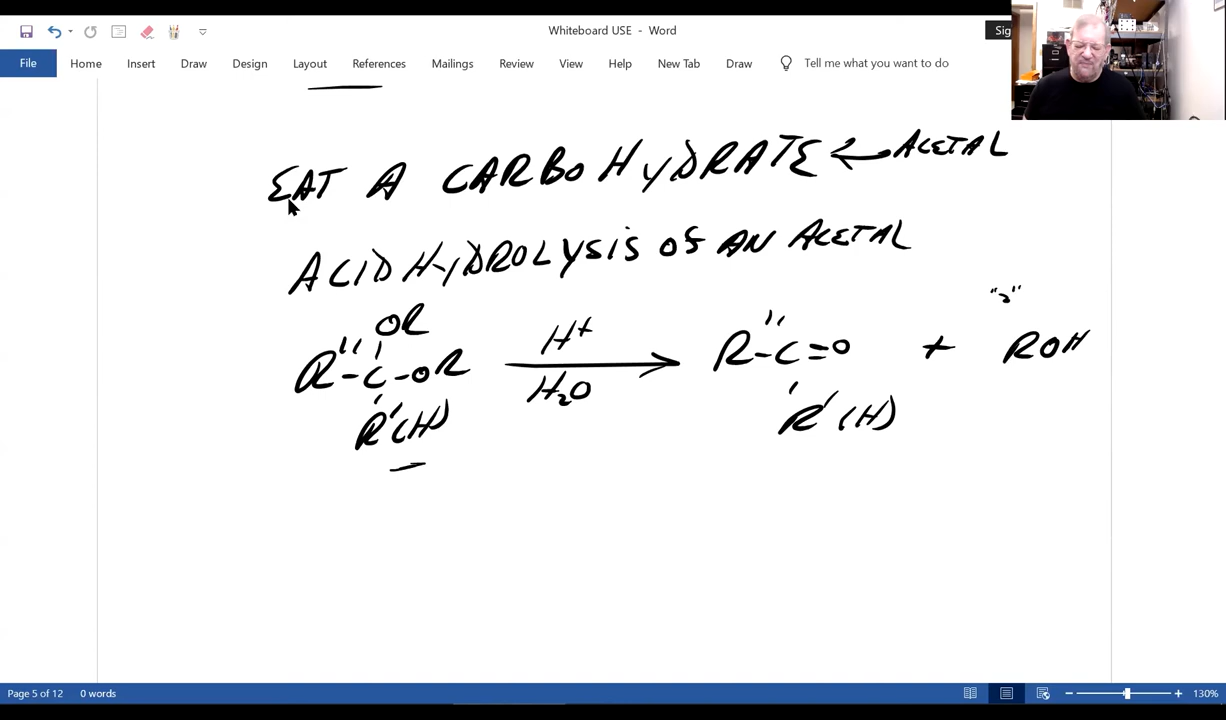 Whiteboard USE - Word
Sig
File Home Insert Draw Design Layout References Mailings Review View Help New Tab Draw Tell me what you want to do
EAT A CARBOHYDRATE ← ACETAL
ACID HYDROLYSIS OF AN ACETAL
OR
R"-C-OR
R'(H)
H+
H2O
R"-C=O + ROH
R'(H)
"2"
Page 5 of 12 0 words 130%